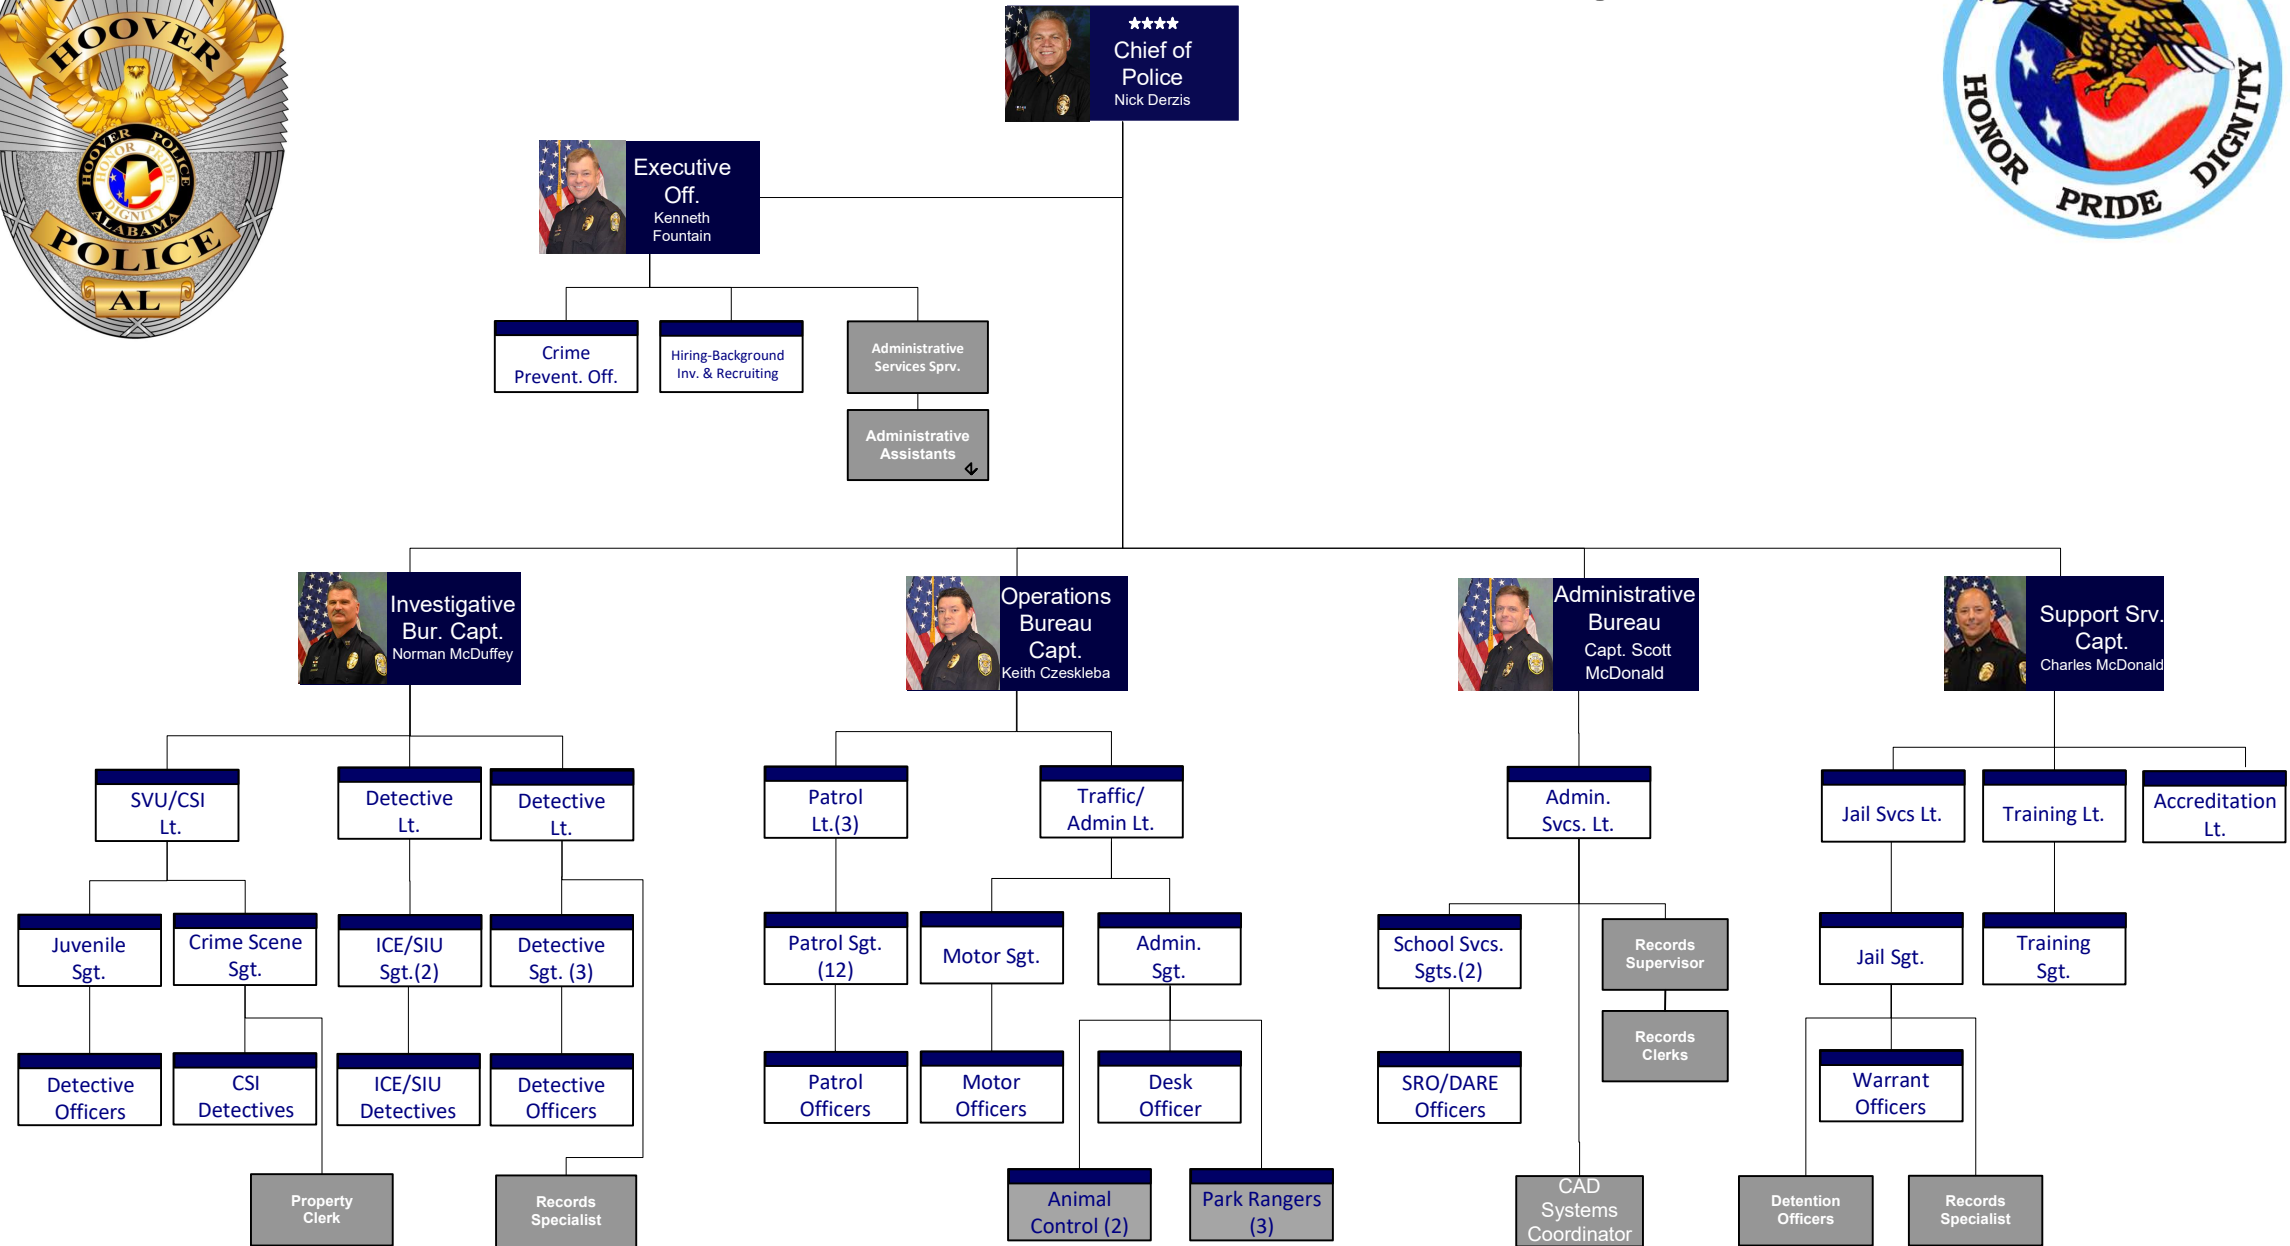 HOOVER
HOOVER POLICE
HONOR PRIDE
DIGNITY
ALABAMA
POLICE
AL
★★★★
Chief of
Police
Nick Derzis
HONOR PRIDE DIGNITY
Executive
Off.
Kenneth
Fountain
Crime
Prevent. Off.
Hiring-Background
Inv. & Recruiting
Administrative
Services Sprv.
Administrative
Assistants
Investigative
Bur. Capt.
Norman McDuffey
Operations
Bureau
Capt.
Keith Czeskleba
Administrative
Bureau
Capt. Scott
McDonald
Support Srv.
Capt.
Charles McDonald
SVU/CSI
Lt.
Detective
Lt.
Detective
Lt.
Patrol
Lt.(3)
Traffic/
Admin Lt.
Admin.
Svcs. Lt.
Jail Svcs Lt.
Training Lt.
Accreditation
Lt.
Juvenile
Sgt.
Crime Scene
Sgt.
ICE/SIU
Sgt.(2)
Detective
Sgt. (3)
Patrol Sgt.
(12)
Motor Sgt.
Admin.
Sgt.
School Svcs.
Sgts.(2)
Records
Supervisor
Jail Sgt.
Training
Sgt.
Records
Clerks
Detective
Officers
CSI
Detectives
ICE/SIU
Detectives
Detective
Officers
Patrol
Officers
Motor
Officers
Desk
Officer
SRO/DARE
Officers
Warrant
Officers
Property
Clerk
Records
Specialist
Animal
Control (2)
Park Rangers
(3)
CAD
Systems
Coordinator
Detention
Officers
Records
Specialist